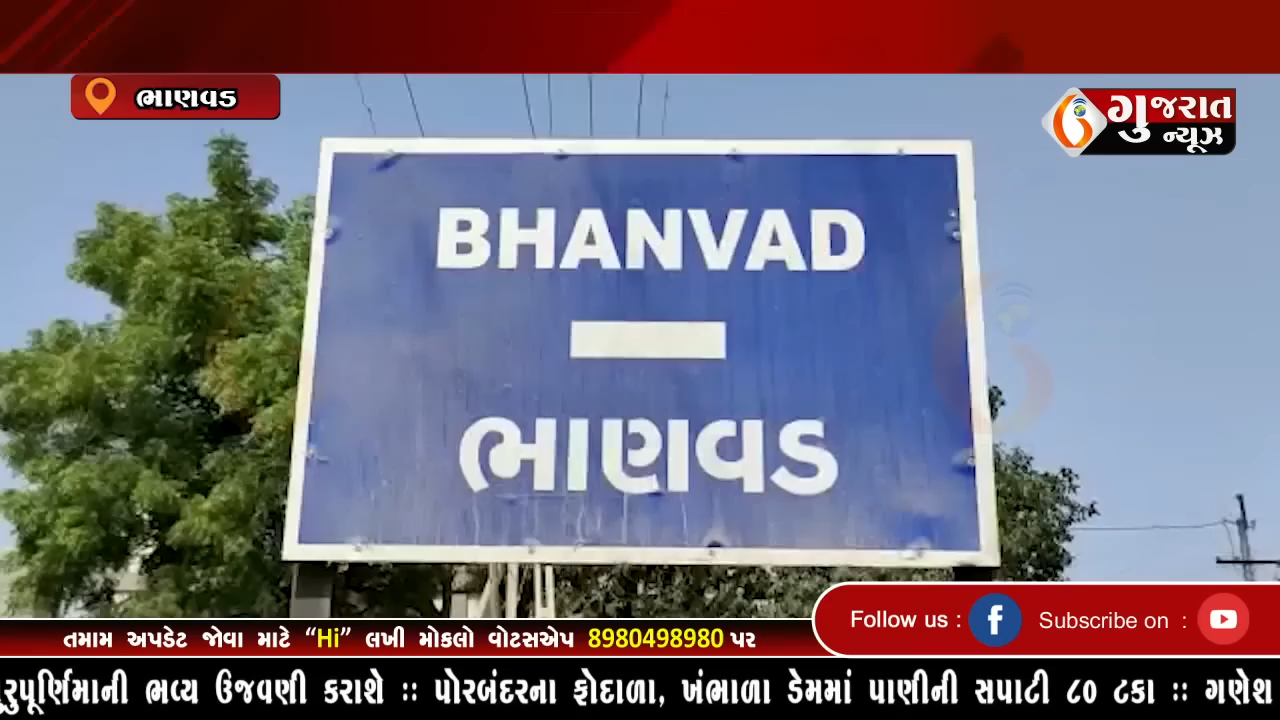 ભાણવડ
ગુજરાત
ન્યૂઝ
BHANVAD
ભાણવડ
Follow us :
Subscribe on :
તમામ અપડેટ જોવા માટે “Hi” લખી મોકલો વોટસએપ 8980498980 પર
રુપૂર્ણિમાની ભવ્ય ઉજવણી કરાશે :: પોરબંદરના ફોદાળા, ખંભાળા ડેમમાં પાણીની સપાટી ૮૦ ટકા :: ગણેશ